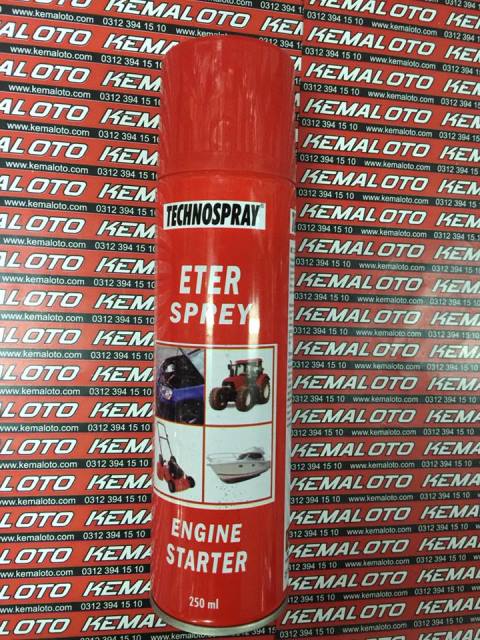 KEMALOTO
www.kemaloto.com 0312 394 15 10
TECHNOSPRAY®
ETER
SPREY
ENGINE
STARTER
250 ml